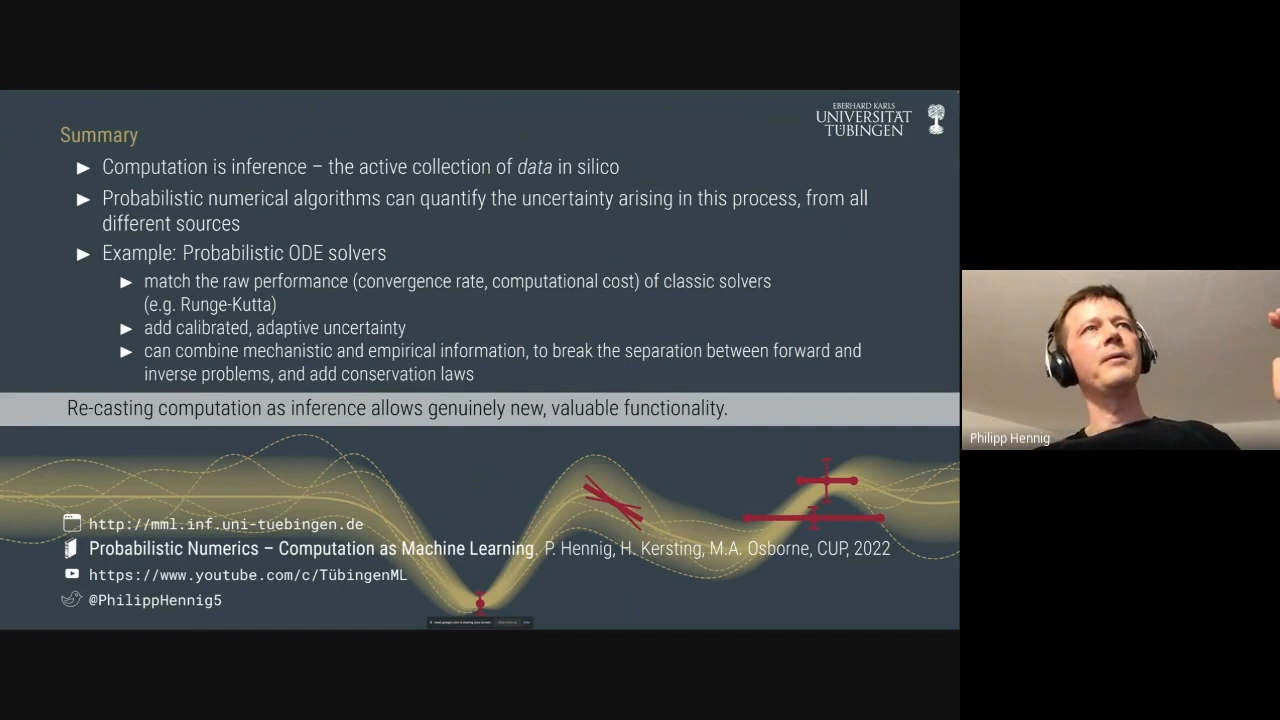 EBERHARD KARLS
UNIVERSITÄT
TÜBINGEN
Summary
▶ Computation is inference – the active collection of data in silico
▶ Probabilistic numerical algorithms can quantify the uncertainty arising in this process, from all
different sources
▶ Example: Probabilistic ODE solvers
▶ match the raw performance (convergence rate, computational cost) of classic solvers
(e.g. Runge-Kutta)
▶ add calibrated, adaptive uncertainty
▶ can combine mechanistic and empirical information, to break the separation between forward and
inverse problems, and add conservation laws
Re-casting computation as inference allows genuinely new, valuable functionality.
http://mml.inf.uni-tuebingen.de
Probabilistic Numerics – Computation as Machine Learning. P. Hennig, H. Kersting, M.A. Osborne, CUP, 2022
https://www.youtube.com/c/TübingenML
@PhilippHennig5
Philipp Hennig